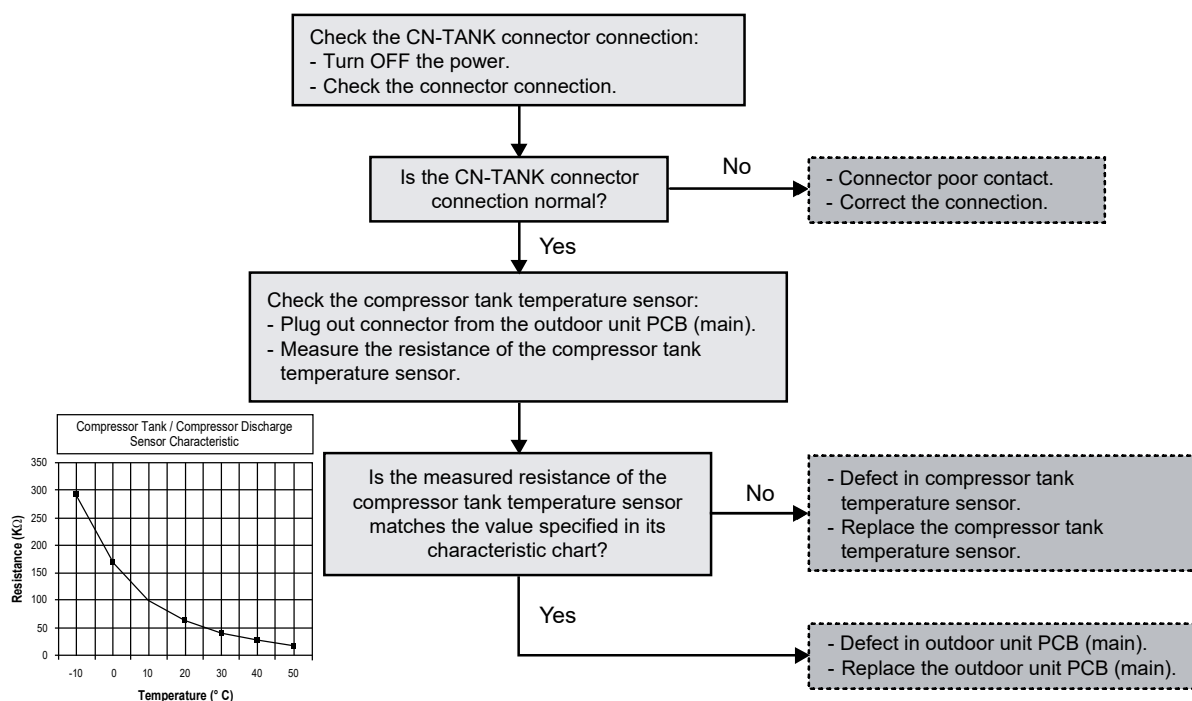 Check the CN-TANK connector connection:
- Turn OFF the power.
- Check the connector connection.
Is the CN-TANK connector
connection normal?
No
- Connector poor contact.
- Correct the connection.
Yes
Check the compressor tank temperature sensor:
- Plug out connector from the outdoor unit PCB (main).
- Measure the resistance of the compressor tank
temperature sensor.
Compressor Tank / Compressor Discharge
Sensor Characteristic
350
300
250
200
150
100
50
0
Resistance (KΩ)
-10 0 10 20 30 40 50
Temperature (° C)
Is the measured resistance of the
compressor tank temperature sensor
matches the value specified in its
characteristic chart?
No
- Defect in compressor tank
temperature sensor.
- Replace the compressor tank
temperature sensor.
Yes
- Defect in outdoor unit PCB (main).
- Replace the outdoor unit PCB (main).